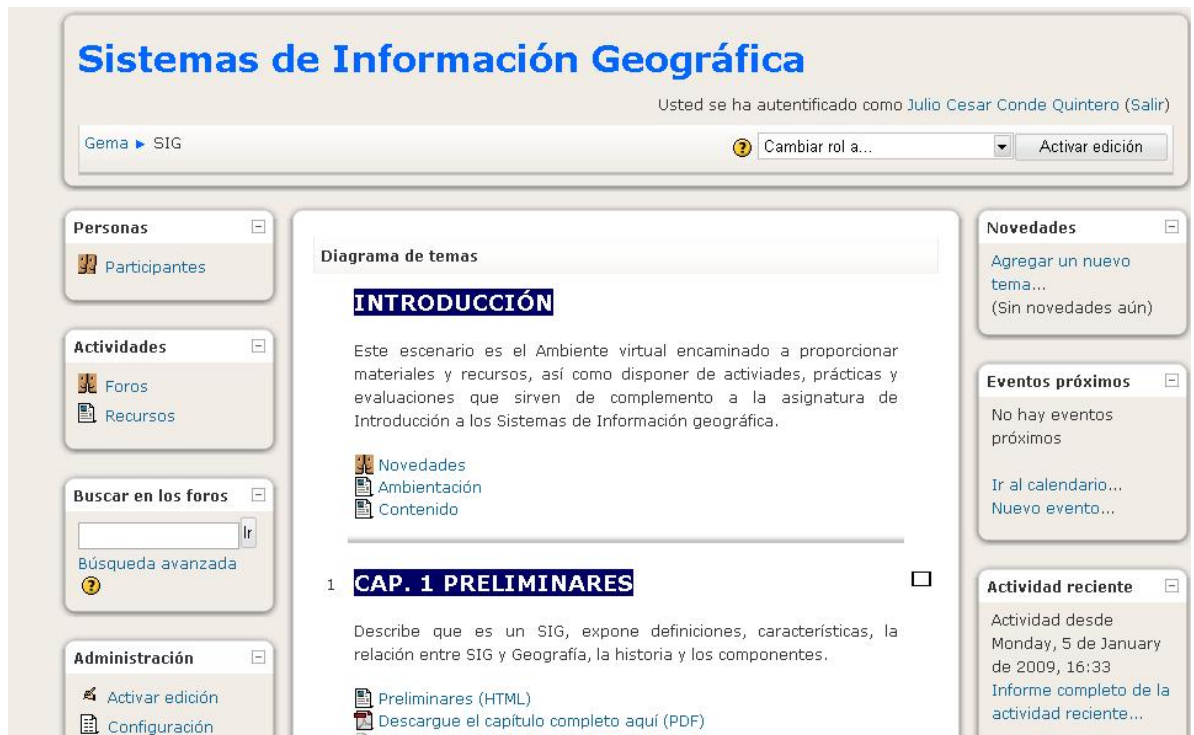 Sistemas de Información Geográfica
Usted se ha autentificado como Julio Cesar Conde Quintero (Salir)
Gema ► SIG
Cambiar rol a...
Activar edición
Personas
Participantes
Actividades
Foros
Recursos
Buscar en los foros
Ir
Búsqueda avanzada
Administración
Activar edición
Configuración
Diagrama de temas
INTRODUCCIÓN
Este escenario es el Ambiente virtual encaminado a proporcionar
materiales y recursos, así como disponer de activiades, prácticas y
evaluaciones que sirven de complemento a la asignatura de
Introducción a los Sistemas de Información geográfica.
Novedades
Ambientación
Contenido
1 CAP. 1 PRELIMINARES
Describe que es un SIG, expone definiciones, características, la
relación entre SIG y Geografía, la historia y los componentes.
Preliminares (HTML)
Descargue el capítulo completo aquí (PDF)
Novedades
Agregar un nuevo
tema...
(Sin novedades aún)
Eventos próximos
No hay eventos
próximos
Ir al calendario...
Nuevo evento...
Actividad reciente
Actividad desde
Monday, 5 de January
de 2009, 16:33
Informe completo de la
actividad reciente...